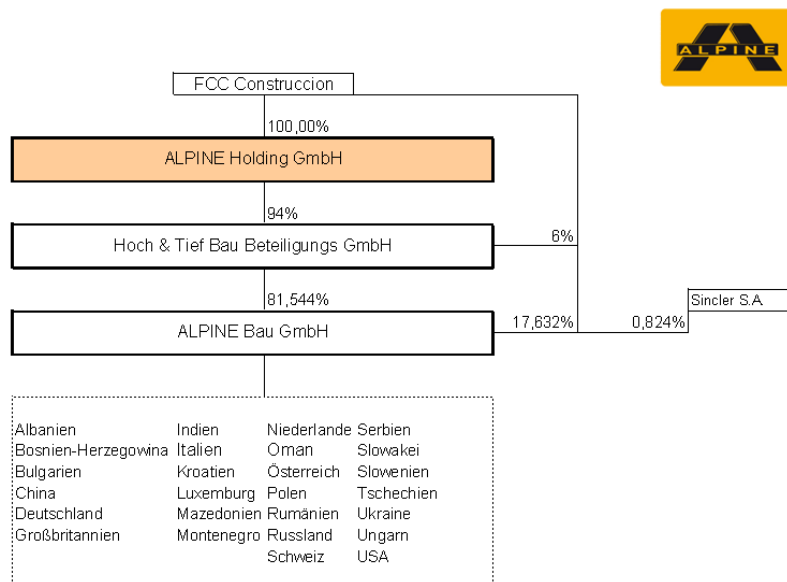 ALPINE
FCC Construccion
100,00%
ALPINE Holding GmbH
94%
Hoch & Tief Bau Beteiligungs GmbH
6%
81,544%
Sincler S.A.
ALPINE Bau GmbH
17,632%
0,824%
Albanien Indien Niederlande Serbien
Bosnien-Herzegowina Italien Oman Slowakei
Bulgarien Kroatien Österreich Slowenien
China Luxemburg Polen Tschechien
Deutschland Mazedonien Rumänien Ukraine
Großbritannien Montenegro Russland Ungarn
Schweiz USA